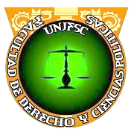 UNJFSC
FACULTAD DE DERECHO Y CIENCIAS POLITICAS